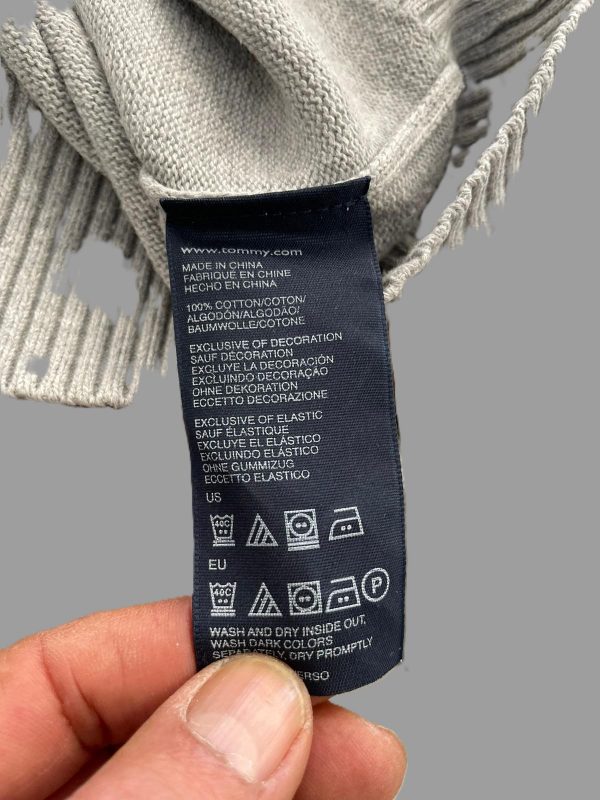 www.tommy.com
MADE IN CHINA
FABRIQUÉ EN CHINE
HECHO EN CHINA
100% COTTON/COTON/
ALGODÓN/ALGODÃO/
BAUMWOLLE/COTONE
EXCLUSIVE OF DECORATION
SAUF DÉCORATION
EXCLUYE LA DECORACIÓN
EXCLUINDO DECORAÇÃO
OHNE DEKORATION
ECCETTO DECORAZIONE
EXCLUSIVE OF ELASTIC
SAUF ÉLASTIQUE
EXCLUYE EL ELÁSTICO
EXCLUINDO ELÁSTICO
OHNE GUMMIZUG
ECCETTO ELASTICO
US
40C
EU
40C P
WASH AND DRY INSIDE OUT,
WASH DARK COLORS
SEPARATELY, DRY PROMPTLY